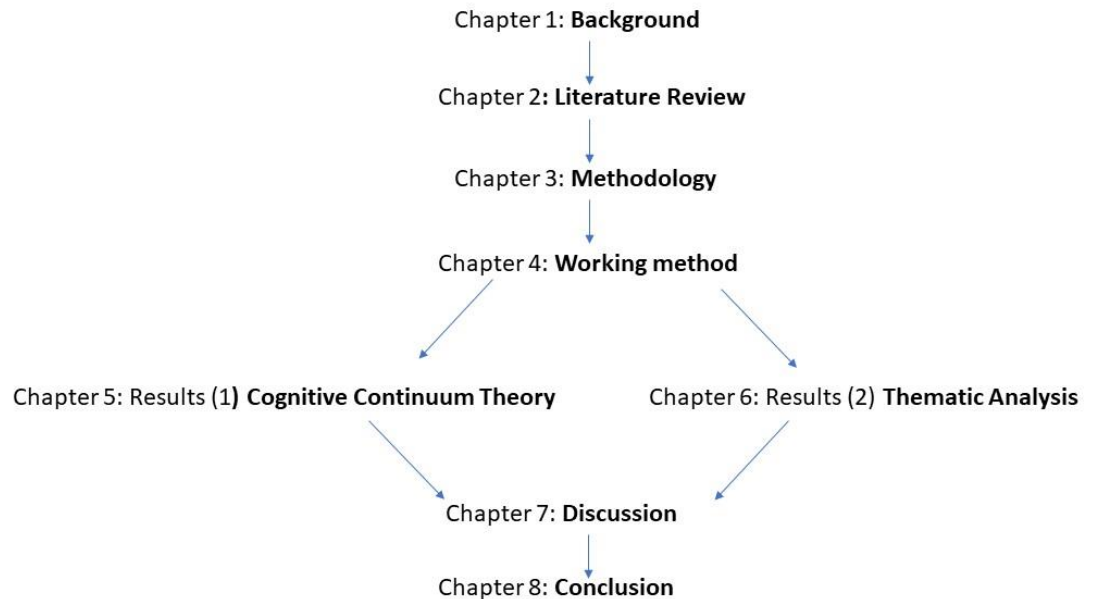 Chapter 1: Background
Chapter 2: Literature Review
Chapter 3: Methodology
Chapter 4: Working method
Chapter 5: Results (1) Cognitive Continuum Theory
Chapter 6: Results (2) Thematic Analysis
Chapter 7: Discussion
Chapter 8: Conclusion